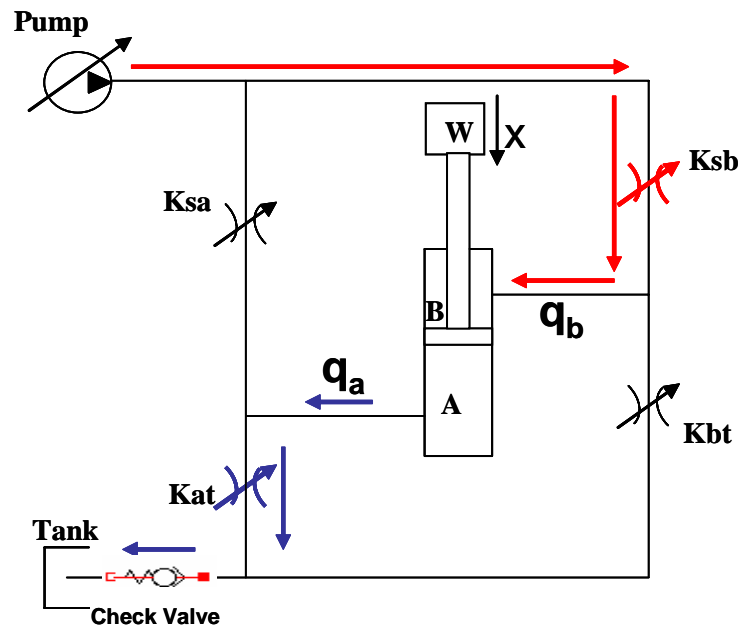 Pump
W
X
Ksb
Ksa
B
qb
qa
A
Kbt
Kat
Tank
Check Valve